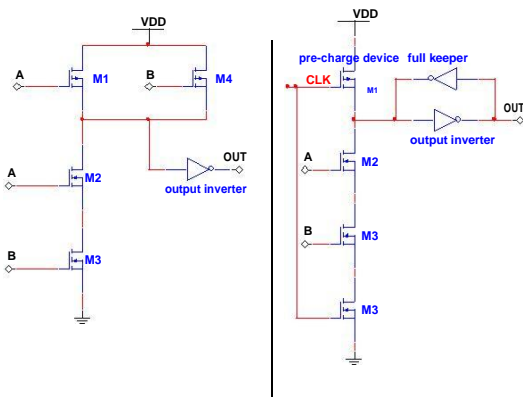 VDD
A
M1
B
M4
OUT
A
M2
output inverter
B
M3
VDD
pre-charge device full keeper
CLK
M1
OUT
output inverter
A
M2
B
M3
M3